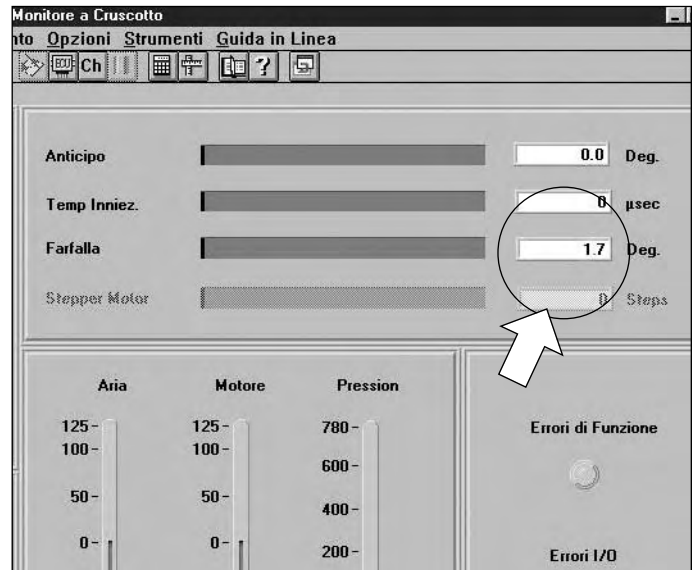 Monitore a Cruscotto
nto Opzioni Strumenti Guida in Linea
ECU Ch ?
Anticipo 0.0 Deg.
Temp Inniez. 0 µsec
Farfalla 1.7 Deg.
Stepper Motor 0 Steps
Aria Motore Pression
125- 125- 780-
100- 100-
600-
50- 50-
400-
0- 0-
200-
Errori di Funzione
Errori I/O